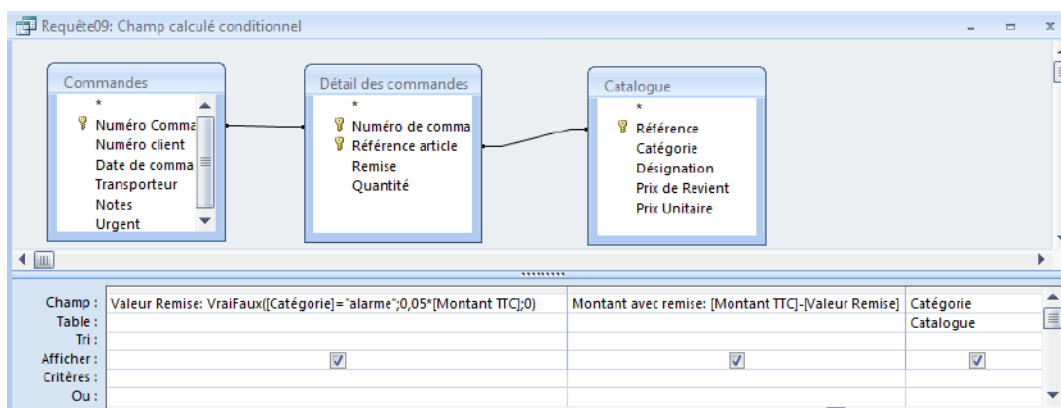 Requête09: Champ calculé conditionnel
Commandes
*
Numéro Comma
Numéro client
Date de comma
Transporteur
Notes
Urgent
Détail des commandes
*
Numéro de comma
Référence article
Remise
Quantité
Catalogue
*
Référence
Catégorie
Désignation
Prix de Revient
Prix Unitaire
Champ : Valeur Remise: VraiFaux([Catégorie]="alarme";0,05*[Montant TTC];0) Montant avec remise: [Montant TTC]-[Valeur Remise] Catégorie
Table : Catalogue
Tri :
Afficher :
Critères :
Ou :